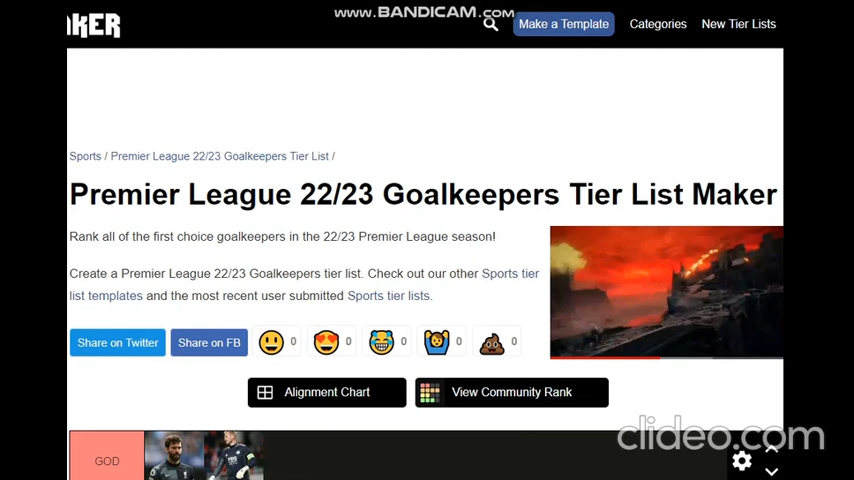 www.BANDICAM.com
AKER
Make a Template
Categories
New Tier Lists
Sports / Premier League 22/23 Goalkeepers Tier List /
Premier League 22/23 Goalkeepers Tier List Maker
Rank all of the first choice goalkeepers in the 22/23 Premier League season!
Create a Premier League 22/23 Goalkeepers tier list. Check out our other Sports tier
list templates and the most recent user submitted Sports tier lists.
Share on Twitter
Share on FB
0
0
0
0
0
Alignment Chart
View Community Rank
clideo.com
GOD